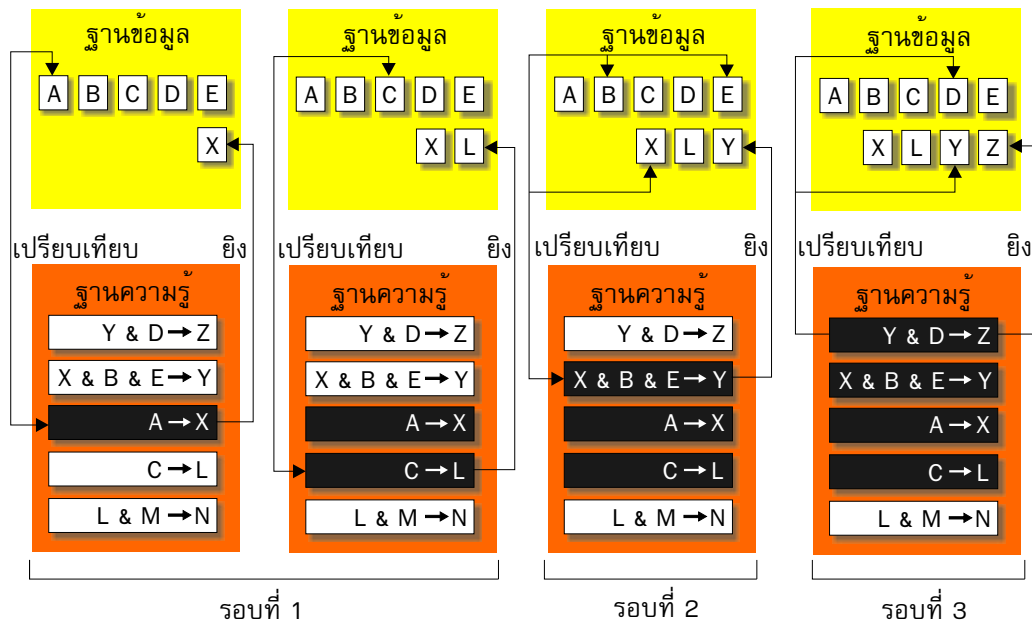 ฐานข้อมูล
A B C D E
X
เปรียบเทียบ ยิง
ฐานความรู้
Y & D → Z
X & B & E → Y
A → X
C → L
L & M → N
ฐานข้อมูล
A B C D E
X L
เปรียบเทียบ ยิง
ฐานความรู้
Y & D → Z
X & B & E → Y
A → X
C → L
L & M → N
รอบที่ 1
ฐานข้อมูล
A B C D E
X L Y
เปรียบเทียบ ยิง
ฐานความรู้
Y & D → Z
X & B & E → Y
A → X
C → L
L & M → N
รอบที่ 2
ฐานข้อมูล
A B C D E
X L Y Z
เปรียบเทียบ ยิง
ฐานความรู้
Y & D → Z
X & B & E → Y
A → X
C → L
L & M → N
รอบที่ 3